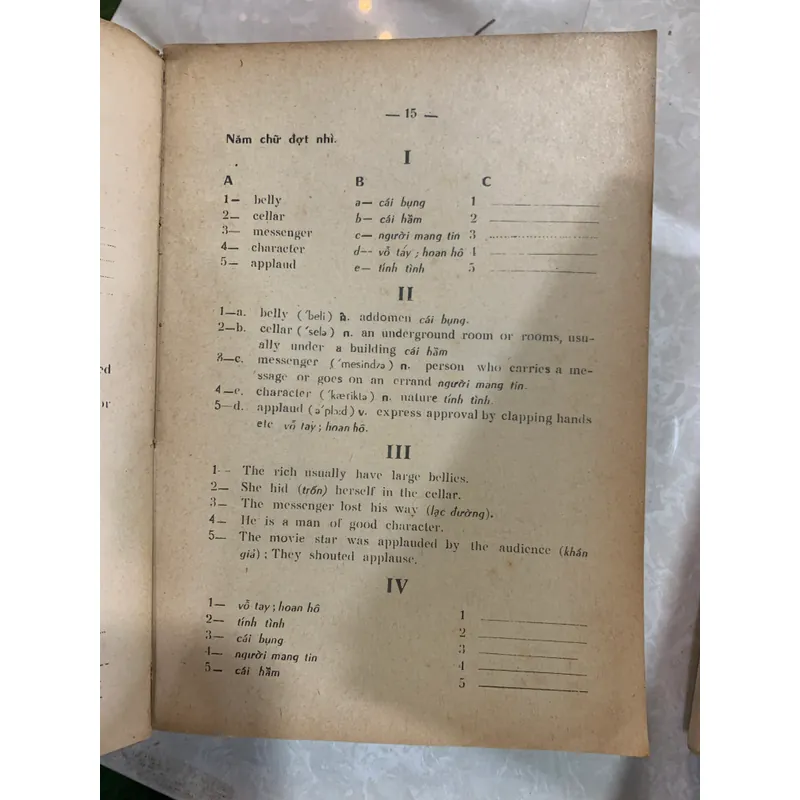 ed
or
— 15 —
Năm chữ đợt nhì.
I
A B C
1— belly a— cái bụng 1
2— cellar b— cái hầm 2
3— messenger c— người mang tin 3
4— character d— vỗ tay ; hoan hô 4
5— applaud e— tính tình 5
II
1—a. belly (ˈbeli) n. addomen cái bụng.
2—b. cellar (ˈselə) n. an underground room or rooms, usu-
ally under a building cái hầm
3—c. messenger (ˈmesindʒə) n. person who carries a me-
ssage or goes on an errand người mang tin.
4—e. character (ˈkæriktə) n. nature tính tình.
5—d. applaud (əˈplɔ:d) v. express approval by clapping hands
etc vỗ tay ; hoan hô.
III
1— The rich usually have large bellies.
2— She hid (trốn) herself in the cellar.
3— The messenger lost his way (lạc đường).
4— He is a man of good character.
5— The movie star was applauded by the audience (khán
giả) ; They shouted applause.
IV
1— vỗ tay ; hoan hô 1
2— tính tình 2
3— cái bụng 3
4— người mang tin 4
5— cái hầm 5